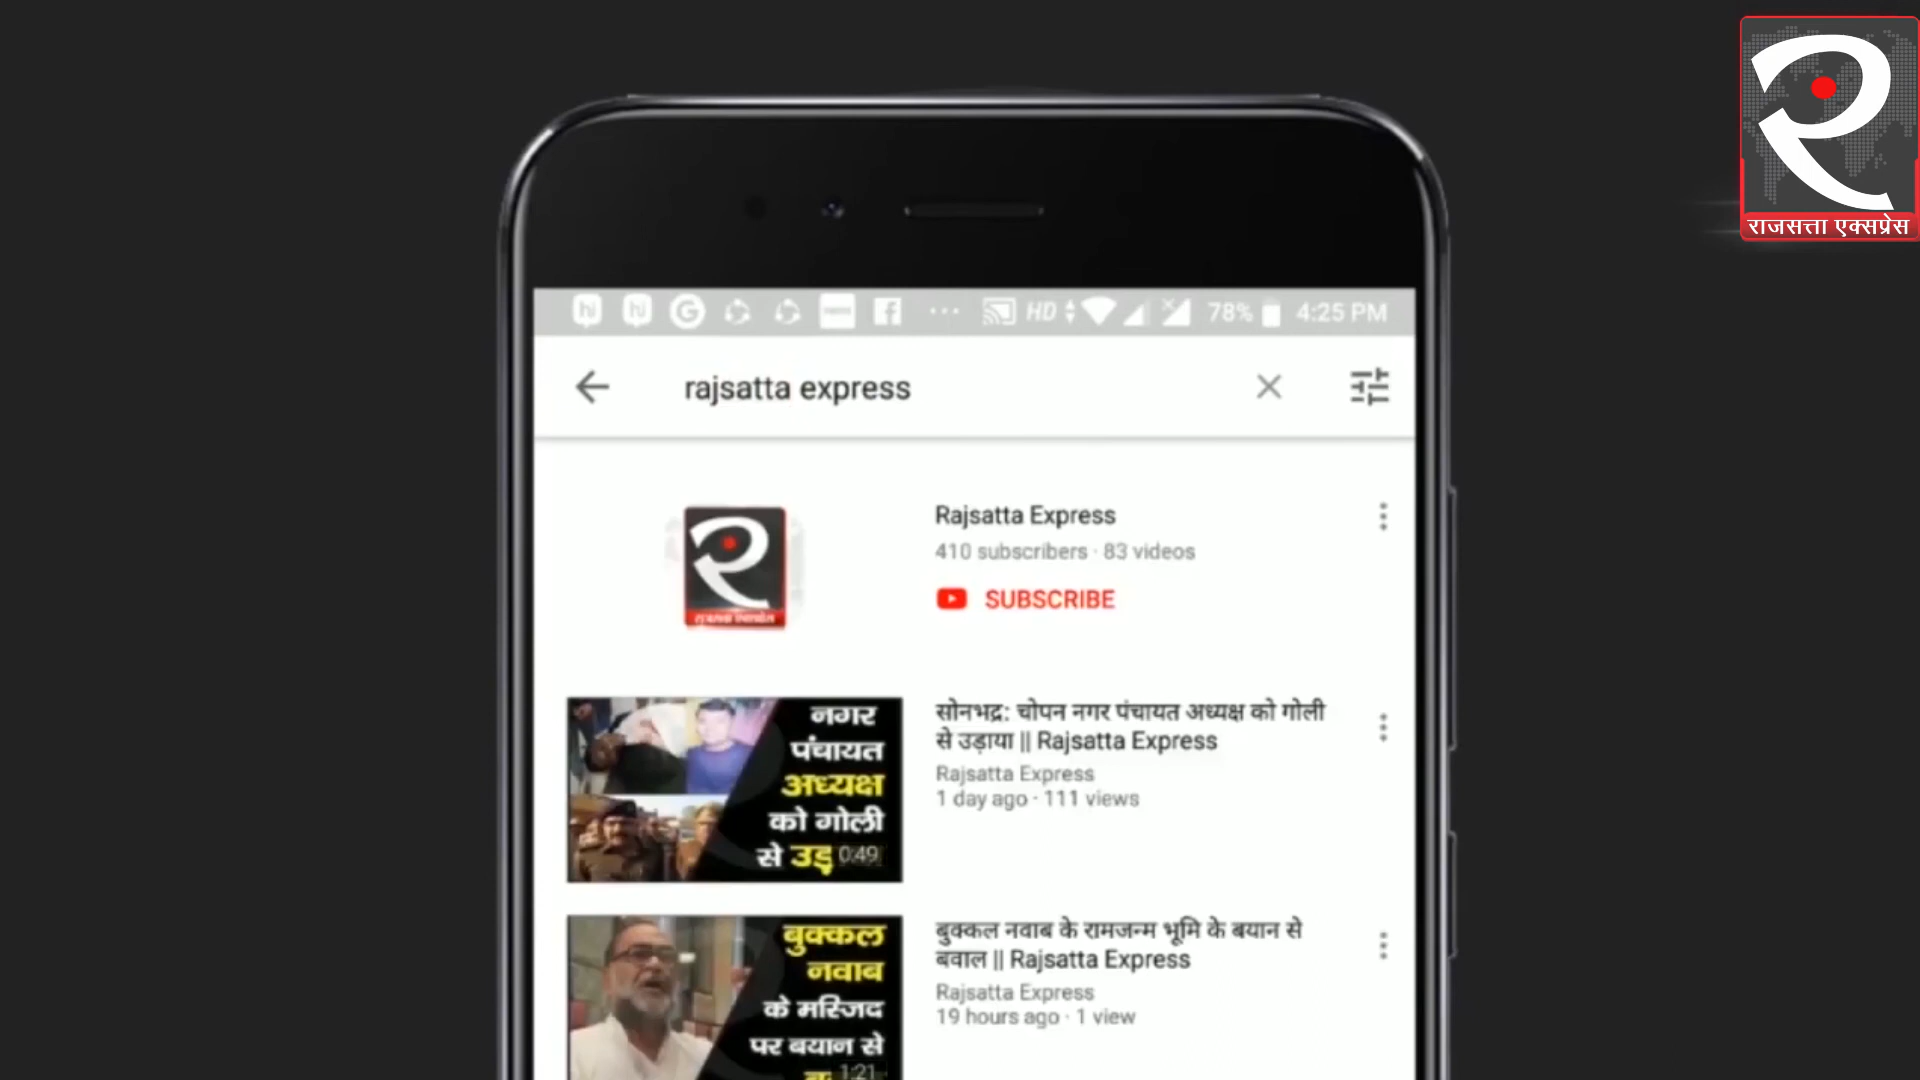 राजसत्ता एक्सप्रेस
HD 78% 4:25 PM
rajsatta express
Rajsatta Express
410 subscribers · 83 videos
SUBSCRIBE
नगर
पंचायत
अध्यक्ष
को गोली
से उड़
0:49
सोनभद्र: चोपन नगर पंचायत अध्यक्ष को गोली
से उड़ाया || Rajsatta Express
Rajsatta Express
1 day ago · 111 views
बुक्कल
नवाब
के मस्जिद
पर बयान से
1:21
बुक्कल नवाब के रामजन्म भूमि के बयान से
बवाल || Rajsatta Express
Rajsatta Express
19 hours ago · 1 view